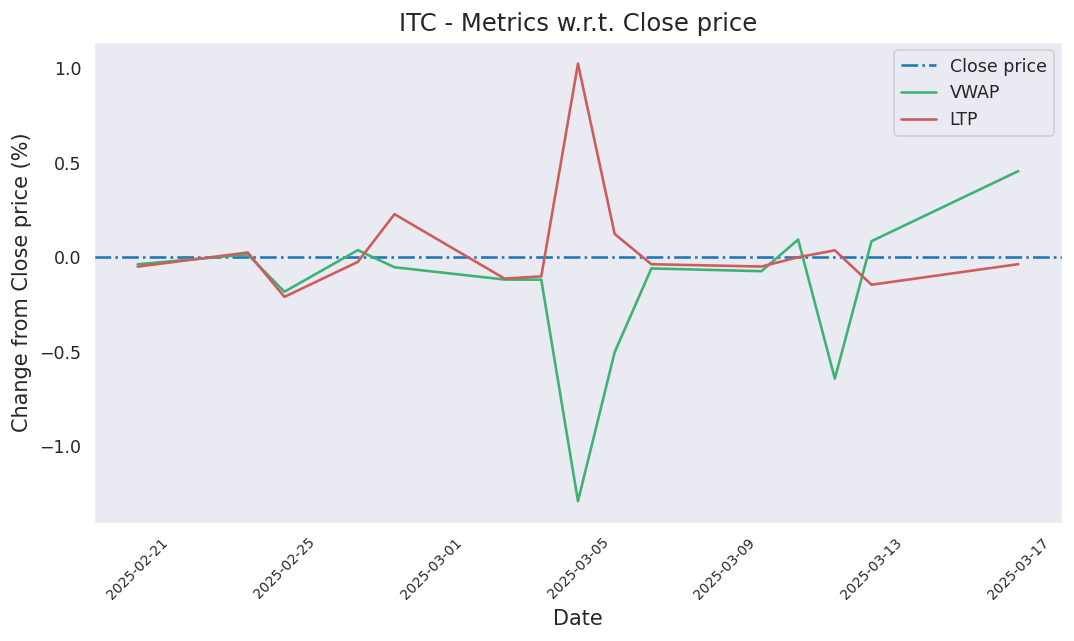 ITC - Metrics w.r.t. Close price
Close price
VWAP
LTP
Change from Close price (%)
1.0
0.5
0.0
−0.5
−1.0
2025-02-21
2025-02-25
2025-03-01
2025-03-05
2025-03-09
2025-03-13
2025-03-17
Date